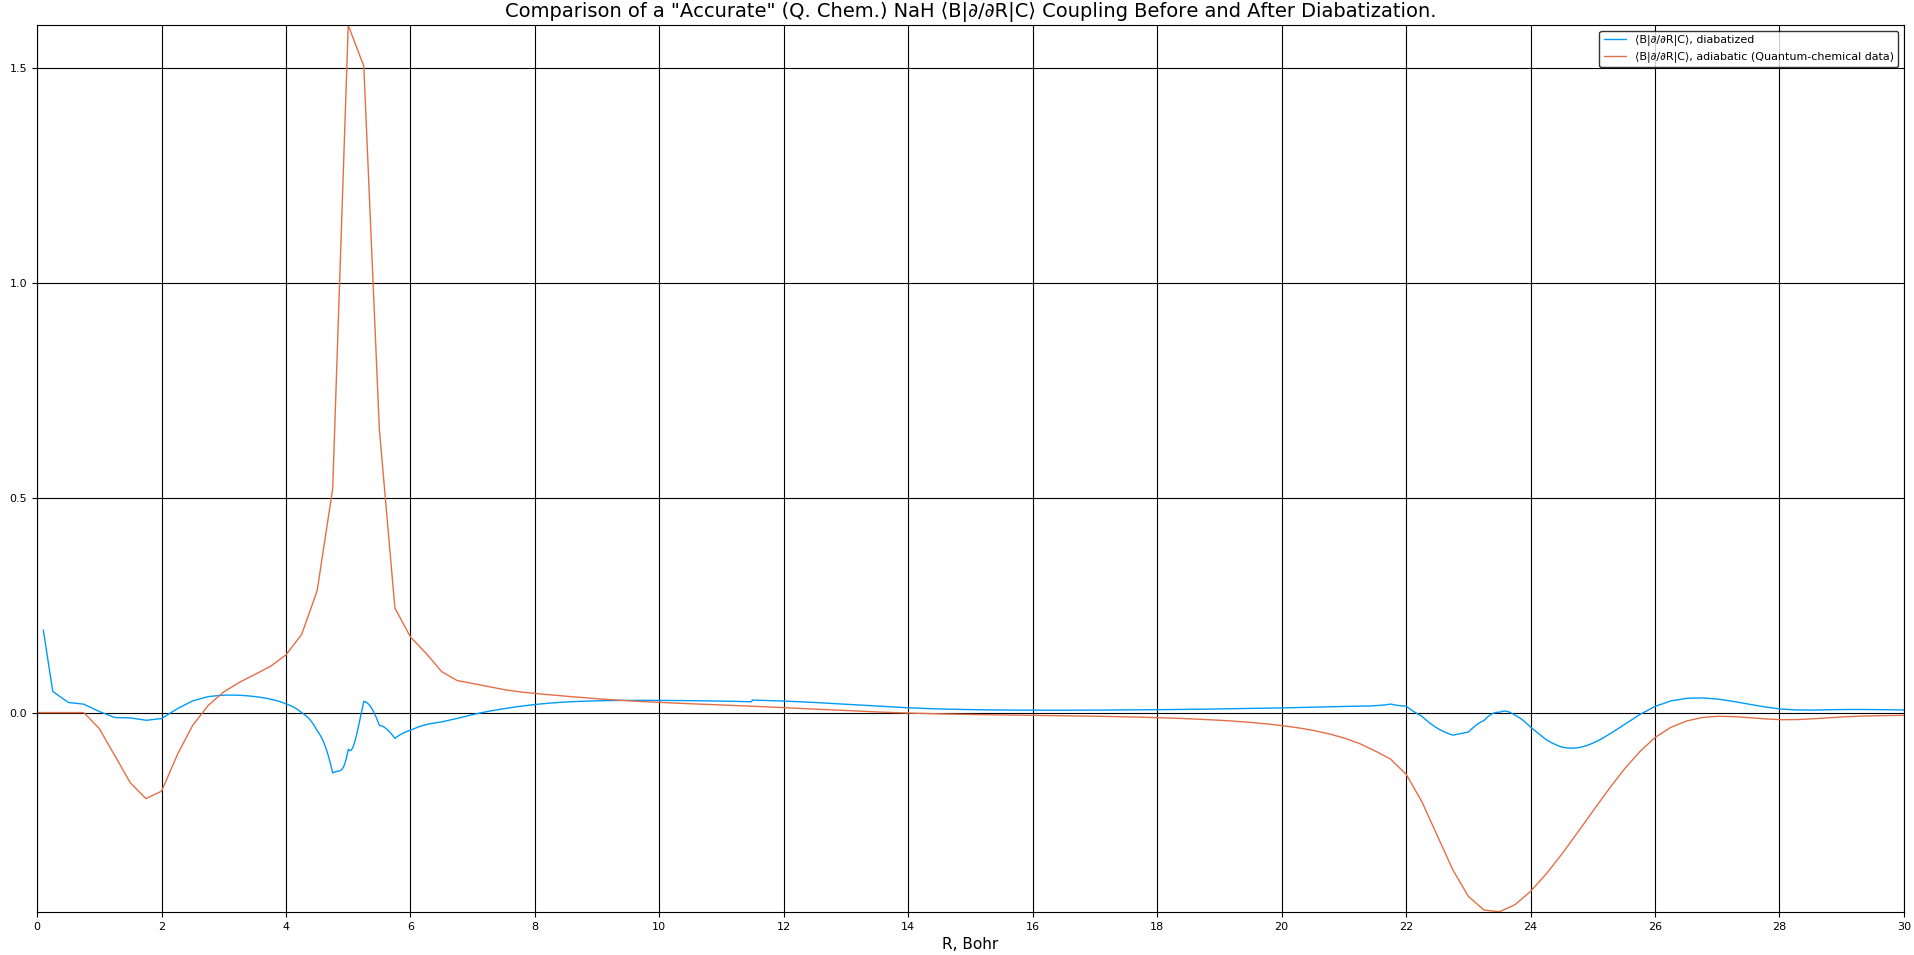 Comparison of a "Accurate" (Q. Chem.) NaH ⟨B|∂/∂R|C⟩ Coupling Before and After Diabatization.
⟨B|∂/∂R|C⟩, diabatized
⟨B|∂/∂R|C⟩, adiabatic (Quantum-chemical data)
1.5
1.0
0.5
0.0
0 2 4 6 8 10 12 14 16 18 20 22 24 26 28 30
R, Bohr